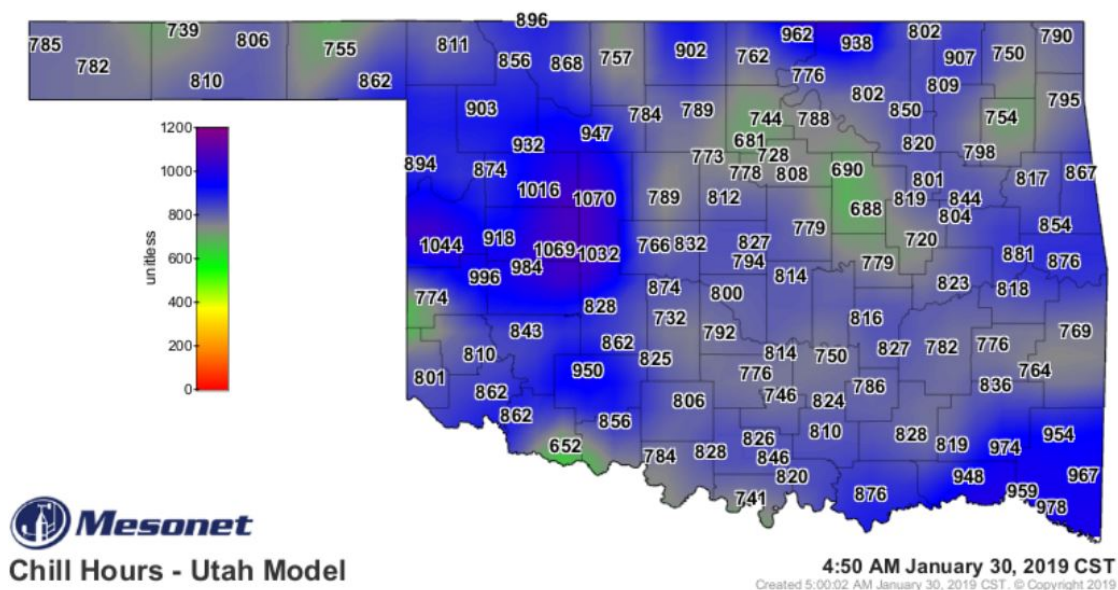 896
739 962 802
785 806 755 811 902 938 790
782 856 868 757 762 907 750
810 862 776 809
903 784 789 802 850 795
932 947 744 788 754
681 820
894 874 773 728 798
778 808 690 801 817 867
1016 1070 789 812 819 844
688 804
779 854
1044 918 766 832 827 720
1069 1032 794 779 881 876
996 984 814
774 874 800 823 818
828
732 816
843 792 769
862 827 782 776
810 825 814 750
801 950 776 764
862 746 786 836
806 824
862 856
652 826 810 828 819 974 954
784 828 846
820 948 967
741 876 959
978
1200
1000
800
600
400
200
0
unitless
Mesonet
Chill Hours - Utah Model
4:50 AM January 30, 2019 CST
Created 5:00:02 AM January 30, 2019 CST. © Copyright 2019